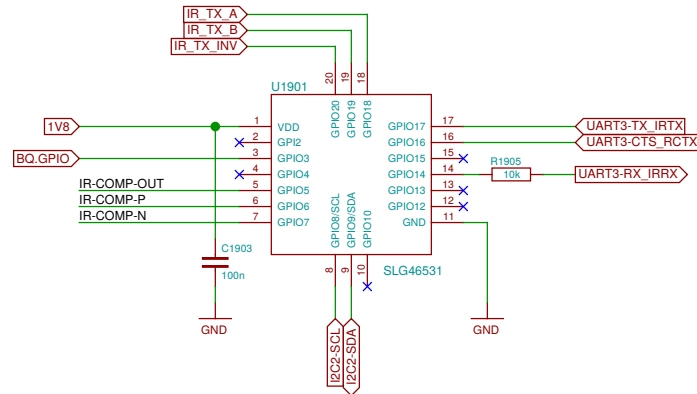 IR_TX_A
IR_TX_B
IR_TX_INV
U1901
20
19
18
GPIO20
GPIO19
GPIO18
1V8
1
VDD
2
GPI2
BQ.GPIO
3
GPIO3
4
GPIO4
IR-COMP-OUT
5
GPIO5
IR-COMP-P
6
GPIO6
IR-COMP-N
7
GPIO7
GPIO17
17
UART3-TX_IRTX
GPIO16
16
UART3-CTS_RCTX
GPIO15
15
GPIO14
14
R1905
10k
UART3-RX_IRRX
GPIO13
13
GPIO12
12
GND
11
GPIO8/SCL
GPIO9/SDA
GPIO10
8
9
10
SLG46531
C1903
100n
GND
GND
I2C2-SCL
I2C2-SDA